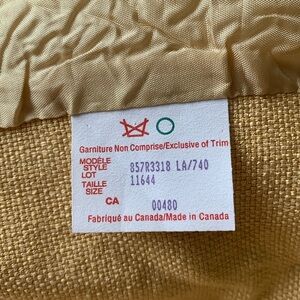 Garniture Non Comprise/Exclusive of Trim
MODÈLE
STYLE 857R3318 LA/740
LOT 11644
TAILLE
SIZE
CA 00480
Fabriqué au Canada/Made in Canada